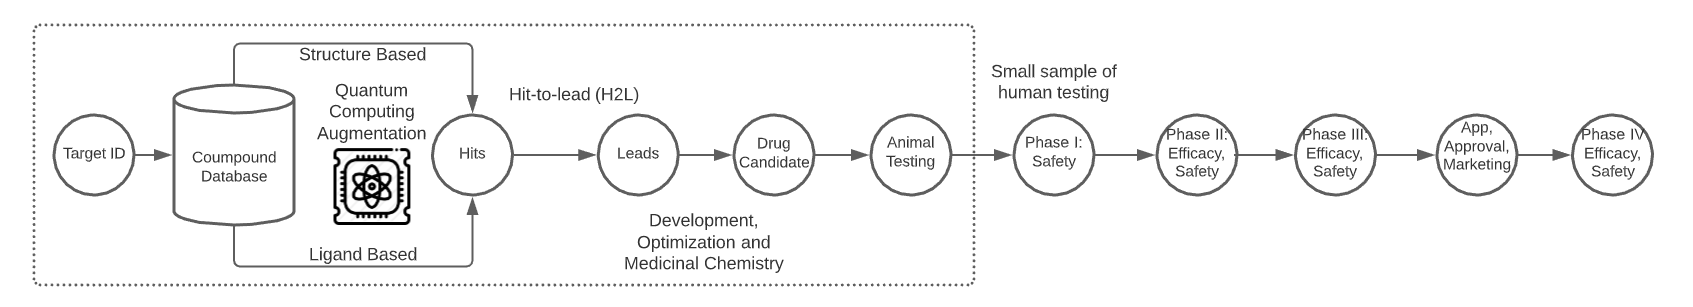 Target ID
Coumpound
Database
Structure Based
Quantum
Computing
Augmentation
Ligand Based
Hits
Hit-to-lead (H2L)
Leads
Drug
Candidate
Animal
Testing
Development,
Optimization and
Medicinal Chemistry
Small sample of
human testing
Phase I:
Safety
Phase II:
Efficacy,
Safety
Phase III:
Efficacy,
Safety
App,
Approval,
Marketing
Phase IV
Efficacy,
Safety